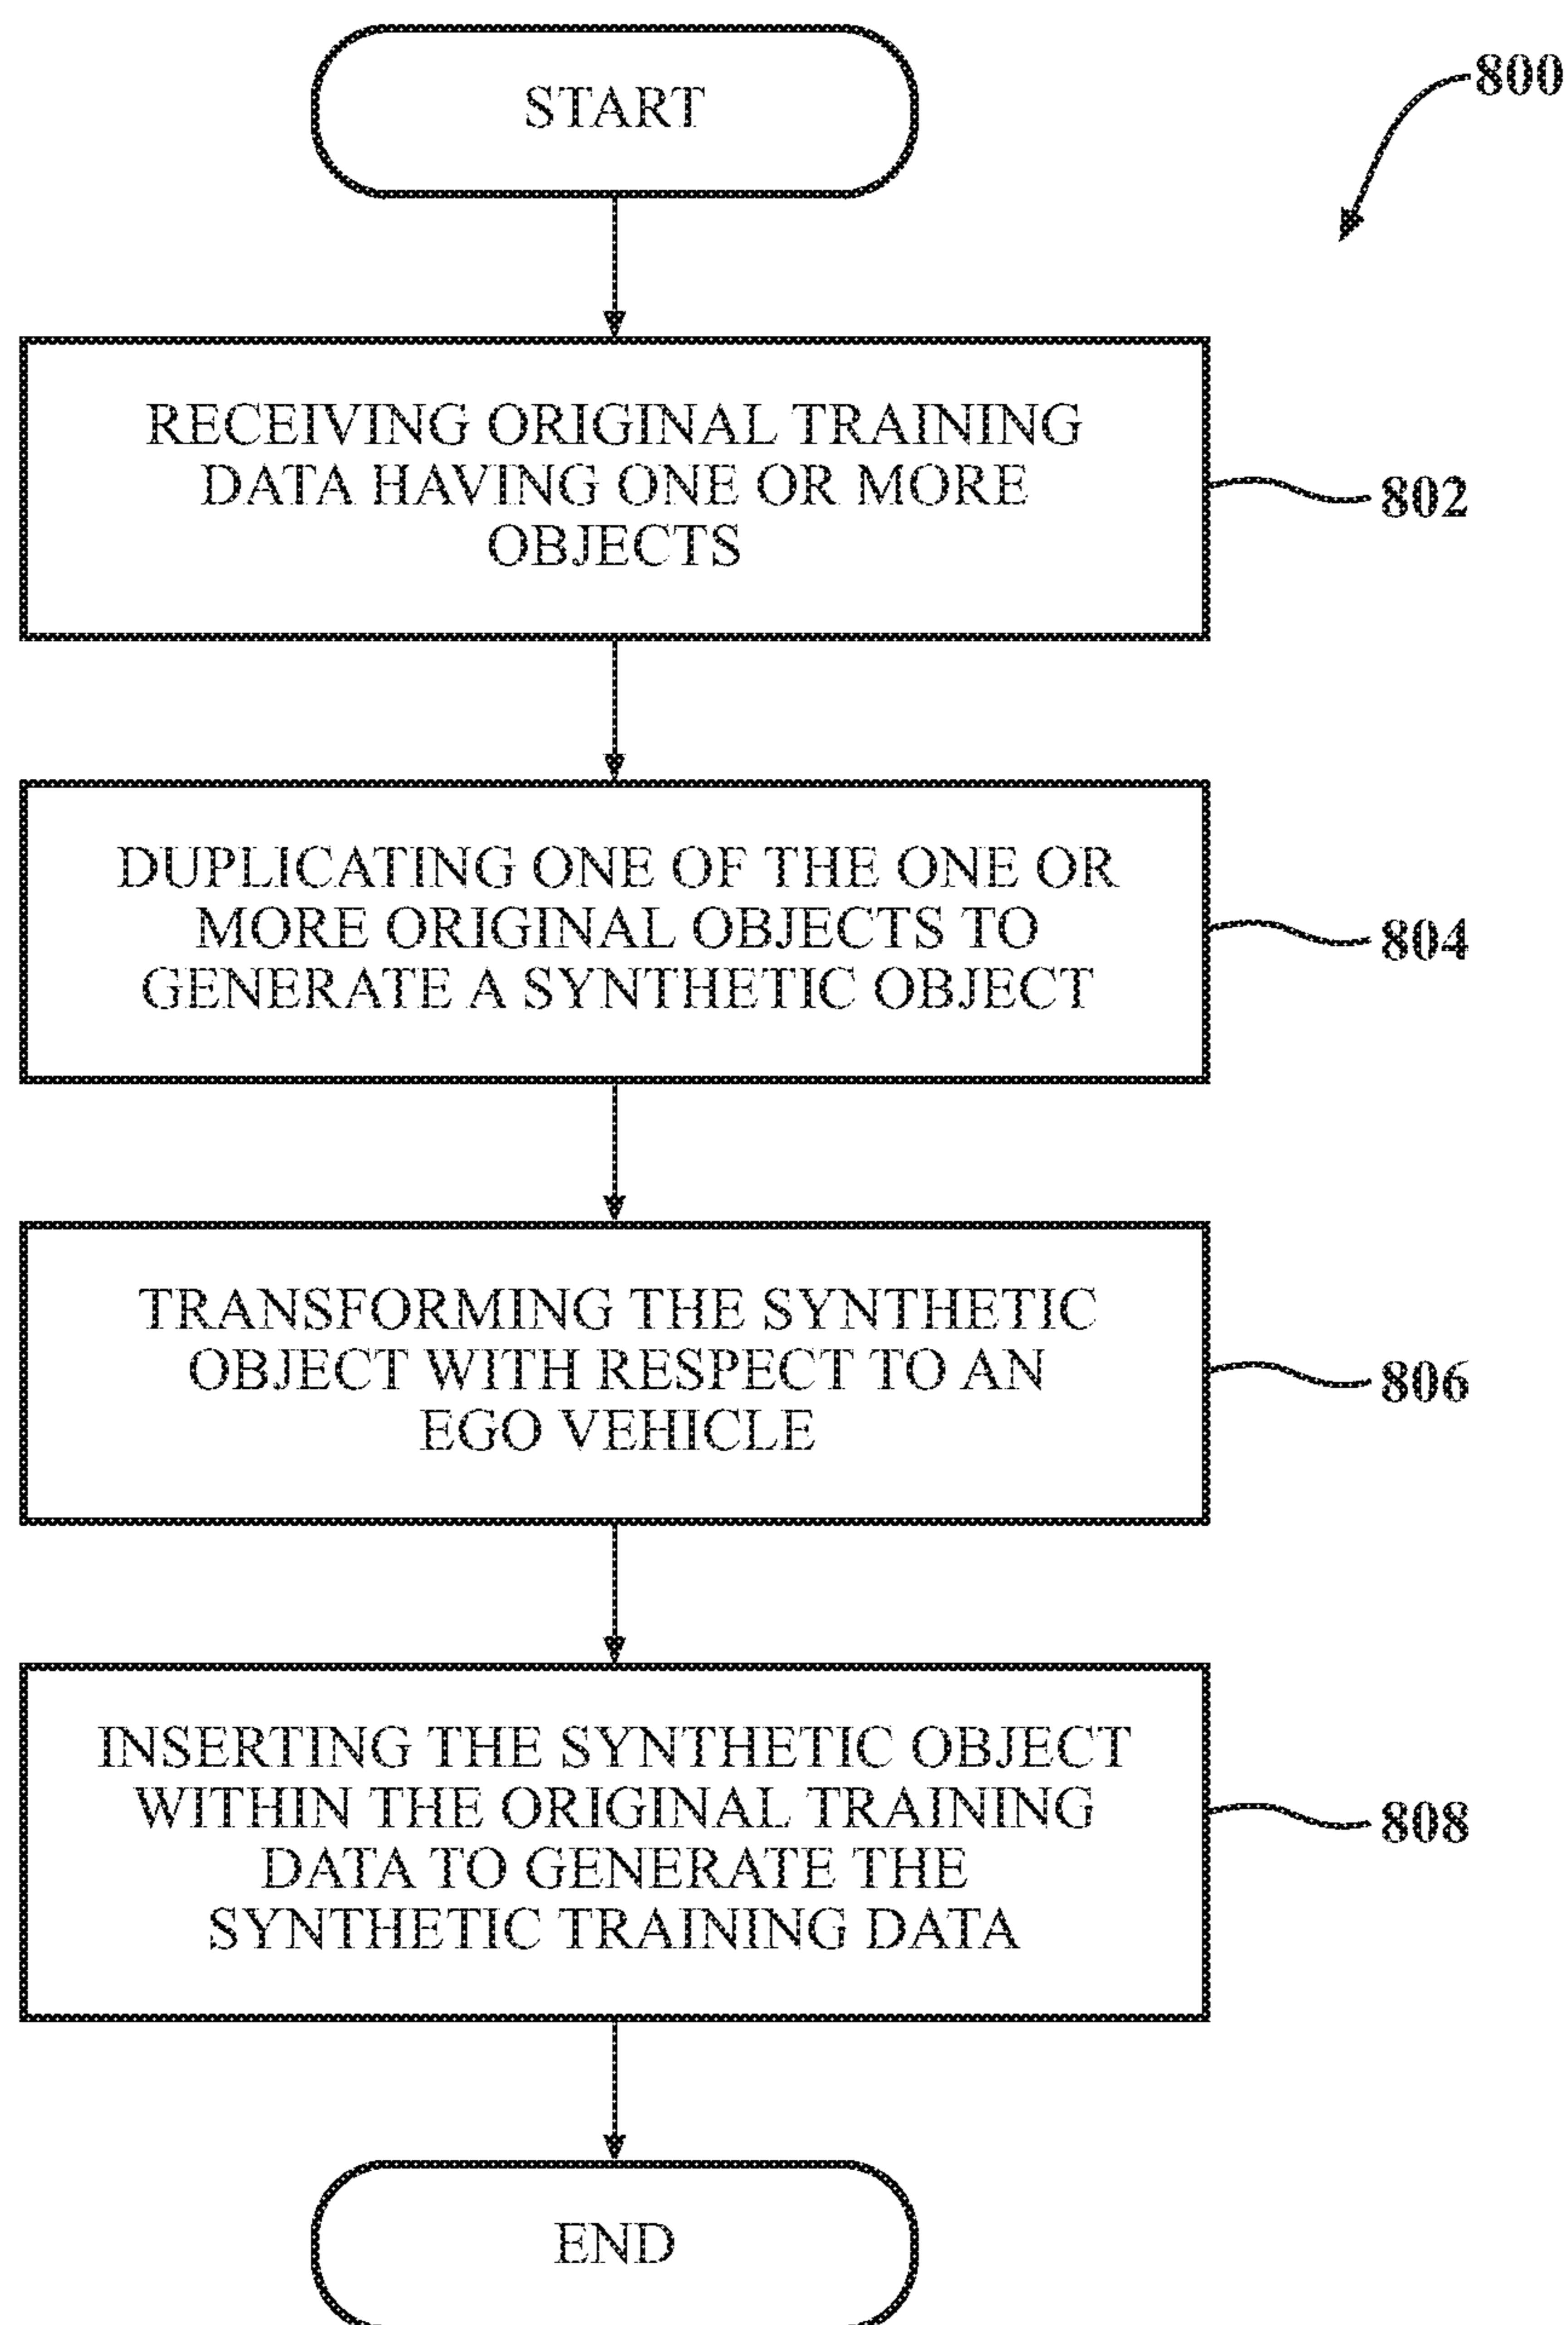 START
800
RECEIVING ORIGINAL TRAINING
DATA HAVING ONE OR MORE
OBJECTS
802
DUPLICATING ONE OF THE ONE OR
MORE ORIGINAL OBJECTS TO
GENERATE A SYNTHETIC OBJECT
804
TRANSFORMING THE SYNTHETIC
OBJECT WITH RESPECT TO AN
EGO VEHICLE
806
INSERTING THE SYNTHETIC OBJECT
WITHIN THE ORIGINAL TRAINING
DATA TO GENERATE THE
SYNTHETIC TRAINING DATA
808
END